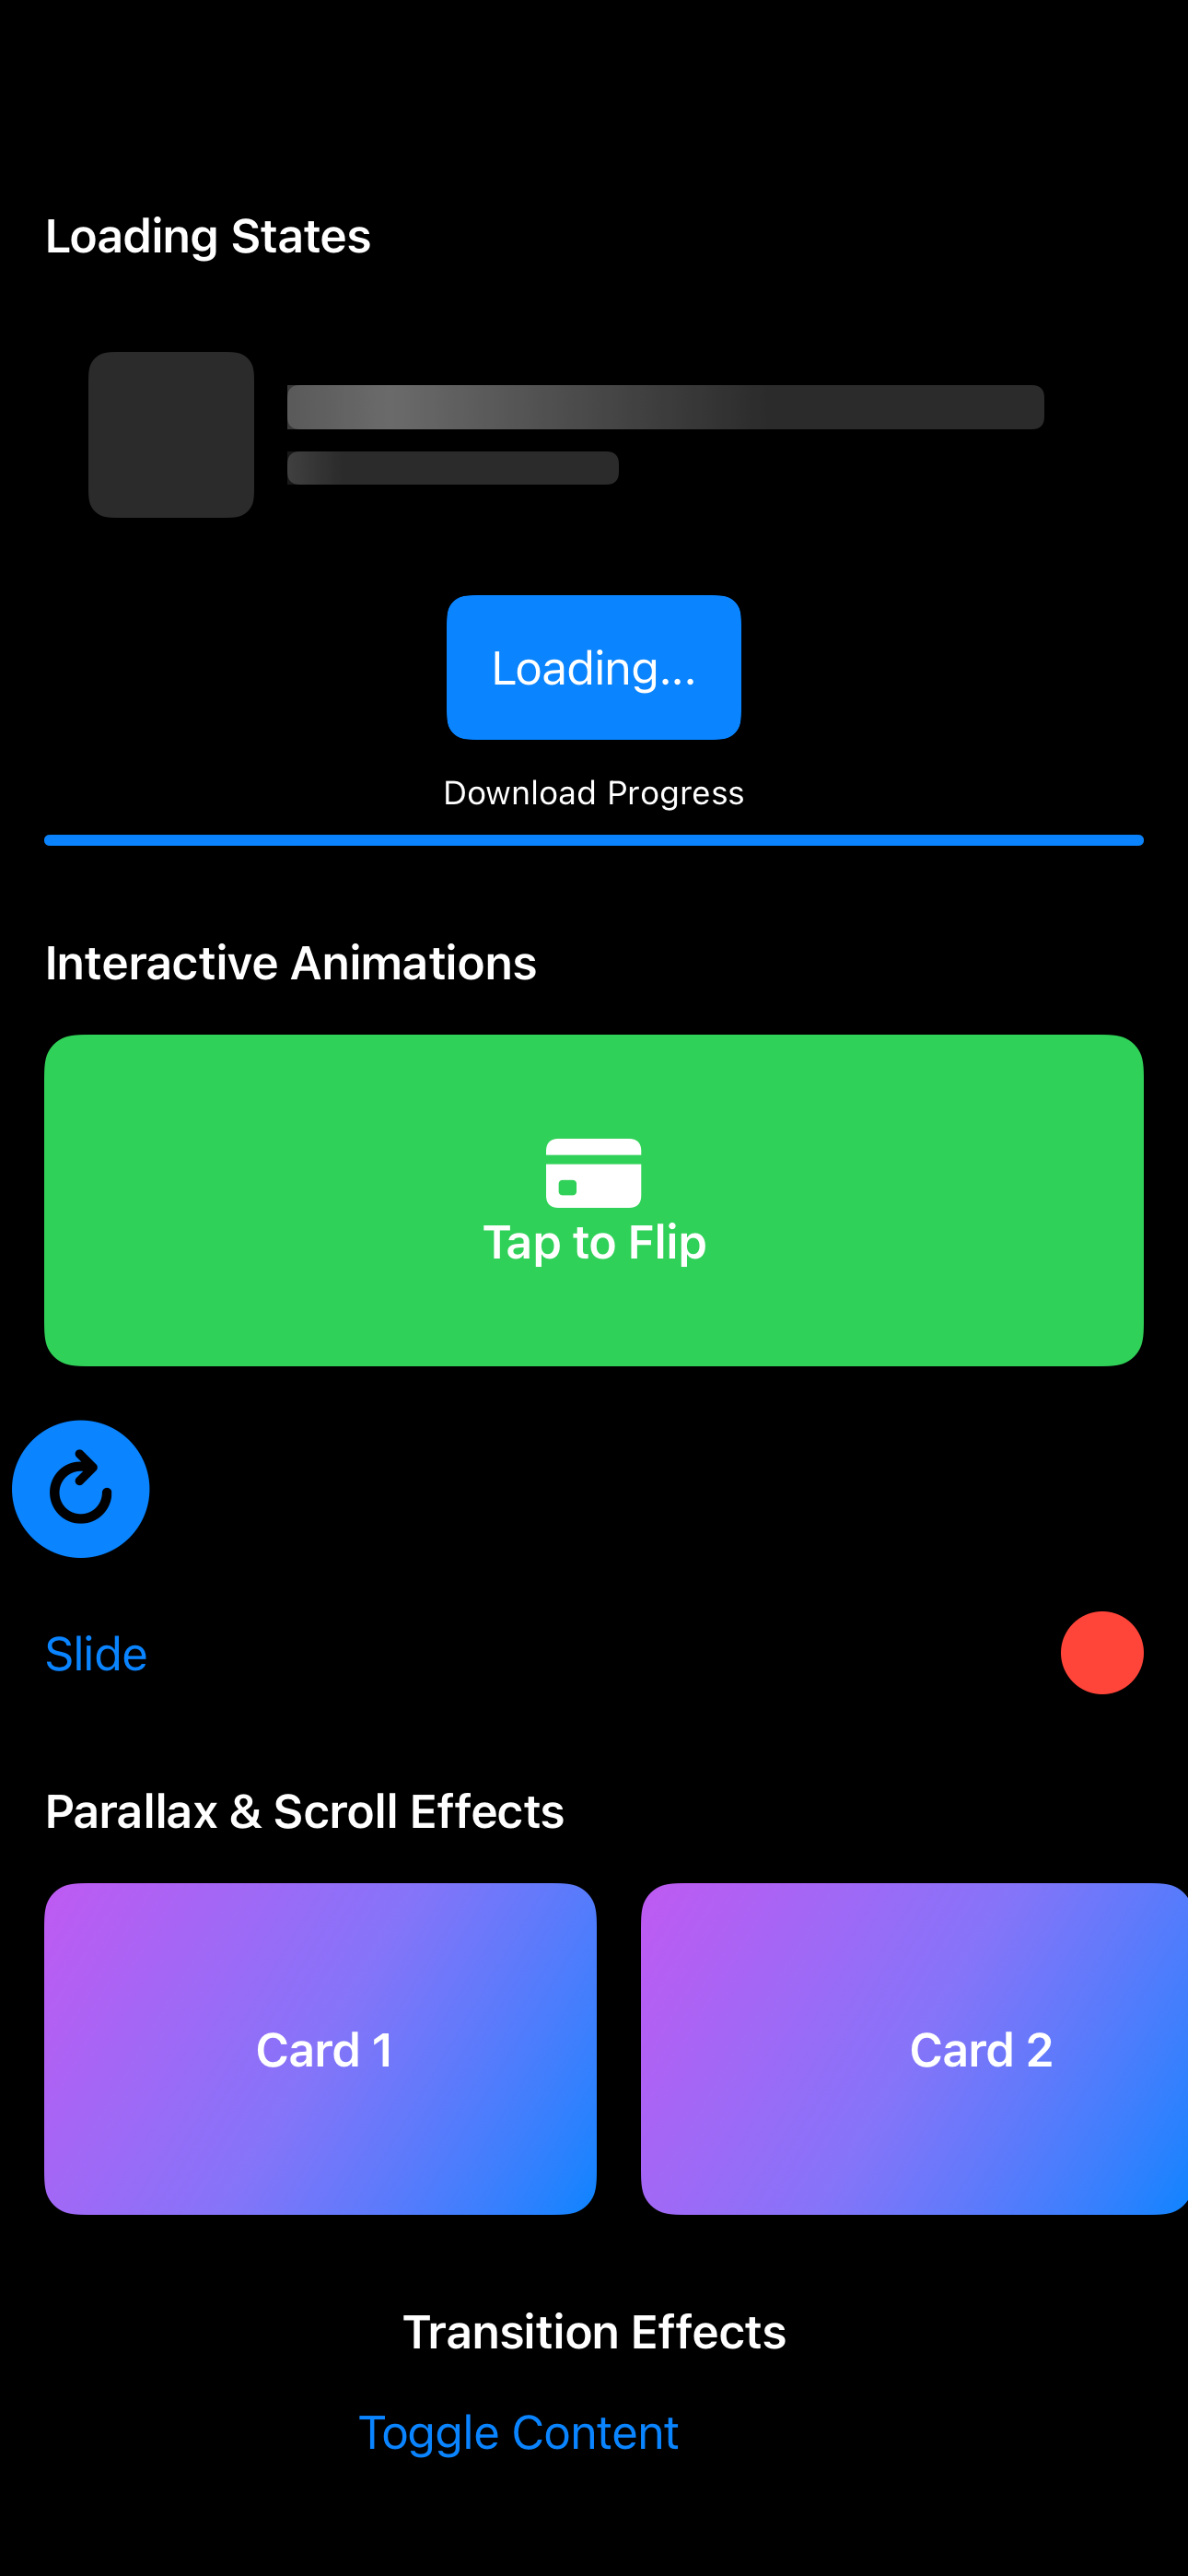 Loading States
Loading...
Download Progress
Interactive Animations
Tap to Flip
Slide
Parallax & Scroll Effects
Card 1
Card 2
Transition Effects
Toggle Content